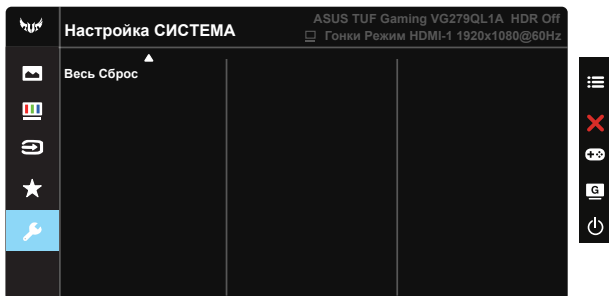 Настройка СИСТЕМА
ASUS TUF Gaming VG279QL1A HDR Off
Гонки Режим HDMI-1 1920x1080@60Hz
Весь Сброс
G